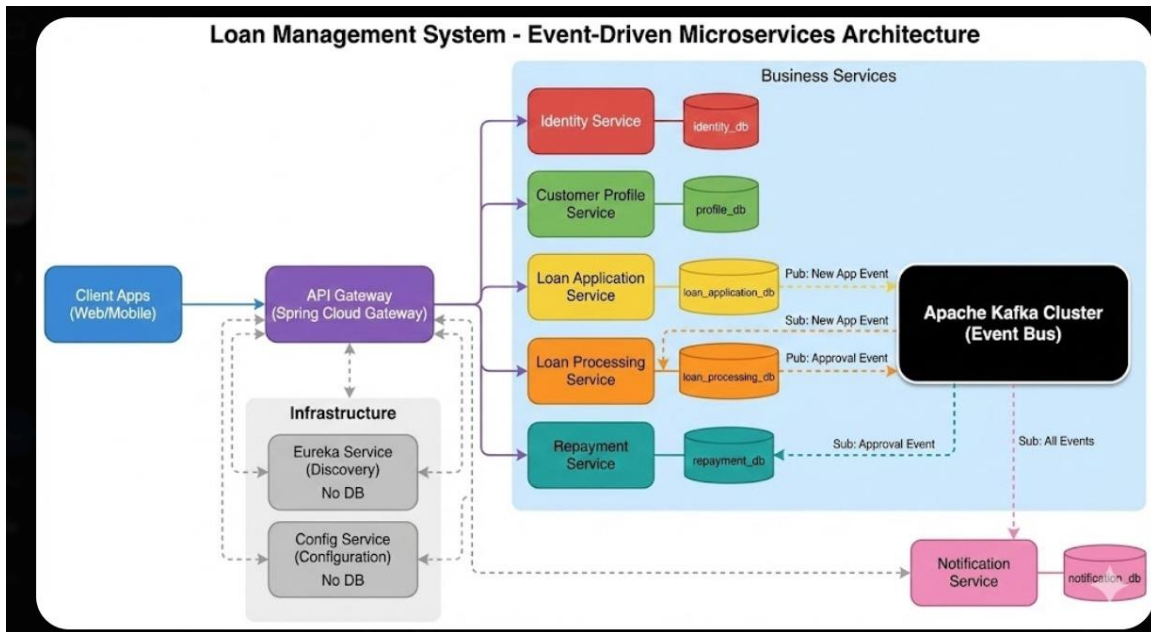 Loan Management System - Event-Driven Microservices Architecture
Business Services
Identity Service
identity_db
Customer Profile
Service
profile_db
Client Apps
(Web/Mobile)
API Gateway
(Spring Cloud Gateway)
Loan Application
Service
loan_application_db
Pub: New App Event
Apache Kafka Cluster
(Event Bus)
Sub: New App Event
Loan Processing
Service
loan_processing_db
Pub: Approval Event
Infrastructure
Eureka Service
(Discovery)
No DB
Repayment
Service
repayment_db
Sub: Approval Event
Sub: All Events
Config Service
(Configuration)
No DB
Notification
Service
notification_db